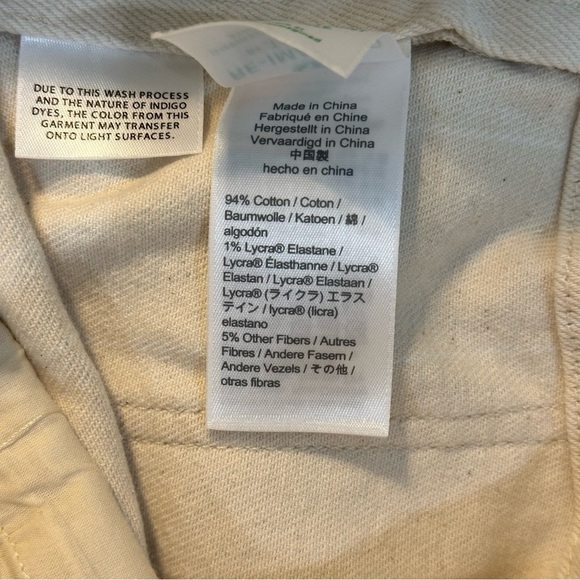 DUE TO THIS WASH PROCESS
AND THE NATURE OF INDIGO
DYES, THE COLOR FROM THIS
GARMENT MAY TRANSFER
ONTO LIGHT SURFACES.
Made in China
Fabriqué en Chine
Hergestellt in China
Vervaardigd in China
中国製
hecho en china
94% Cotton / Coton /
Baumwolle / Katoen / 綿 /
algodón
1% Lycra® Elastane /
Lycra® Élasthanne / Lycra®
Elastan / Lycra® Elastaan /
Lycra® (ライクラ) エラス
テイン / lycra® (licra)
elastano
5% Other Fibers / Autres
Fibres / Andere Fasern /
Andere Vezels / その他 /
otras fibras